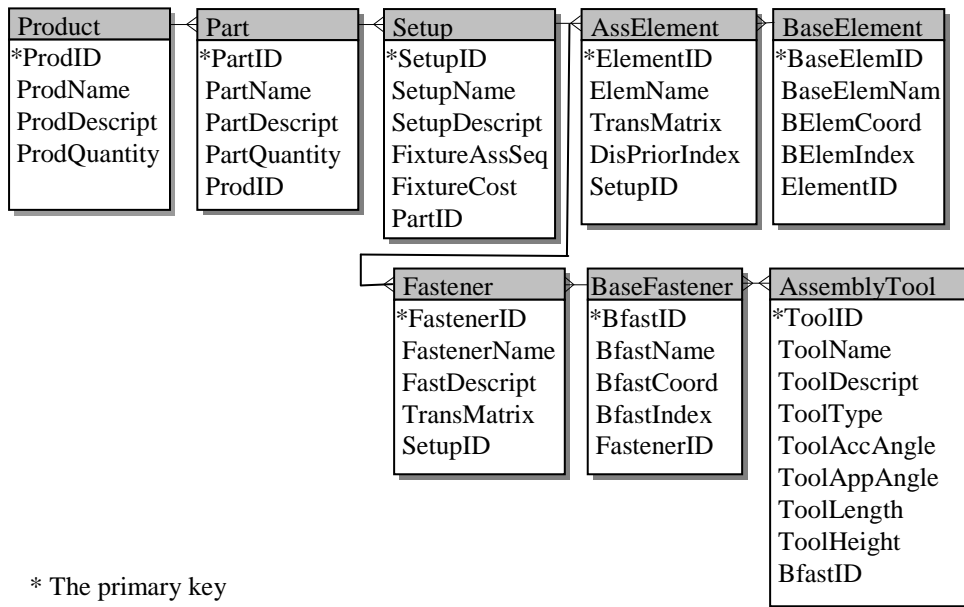 Product
*ProdID
ProdName
ProdDescript
ProdQuantity
Part
*PartID
PartName
PartDescript
PartQuantity
ProdID
Setup
*SetupID
SetupName
SetupDescript
FixtureAssSeq
FixtureCost
PartID
AssElement
*ElementID
ElemName
TransMatrix
DisPriorIndex
SetupID
BaseElement
*BaseElemID
BaseElemNam
BElemCoord
BElemIndex
ElementID
Fastener
*FastenerID
FastenerName
FastDescript
TransMatrix
SetupID
BaseFastener
*BfastID
BfastName
BfastCoord
BfastIndex
FastenerID
AssemblyTool
*ToolID
ToolName
ToolDescript
ToolType
ToolAccAngle
ToolAppAngle
ToolLength
ToolHeight
BfastID
* The primary key